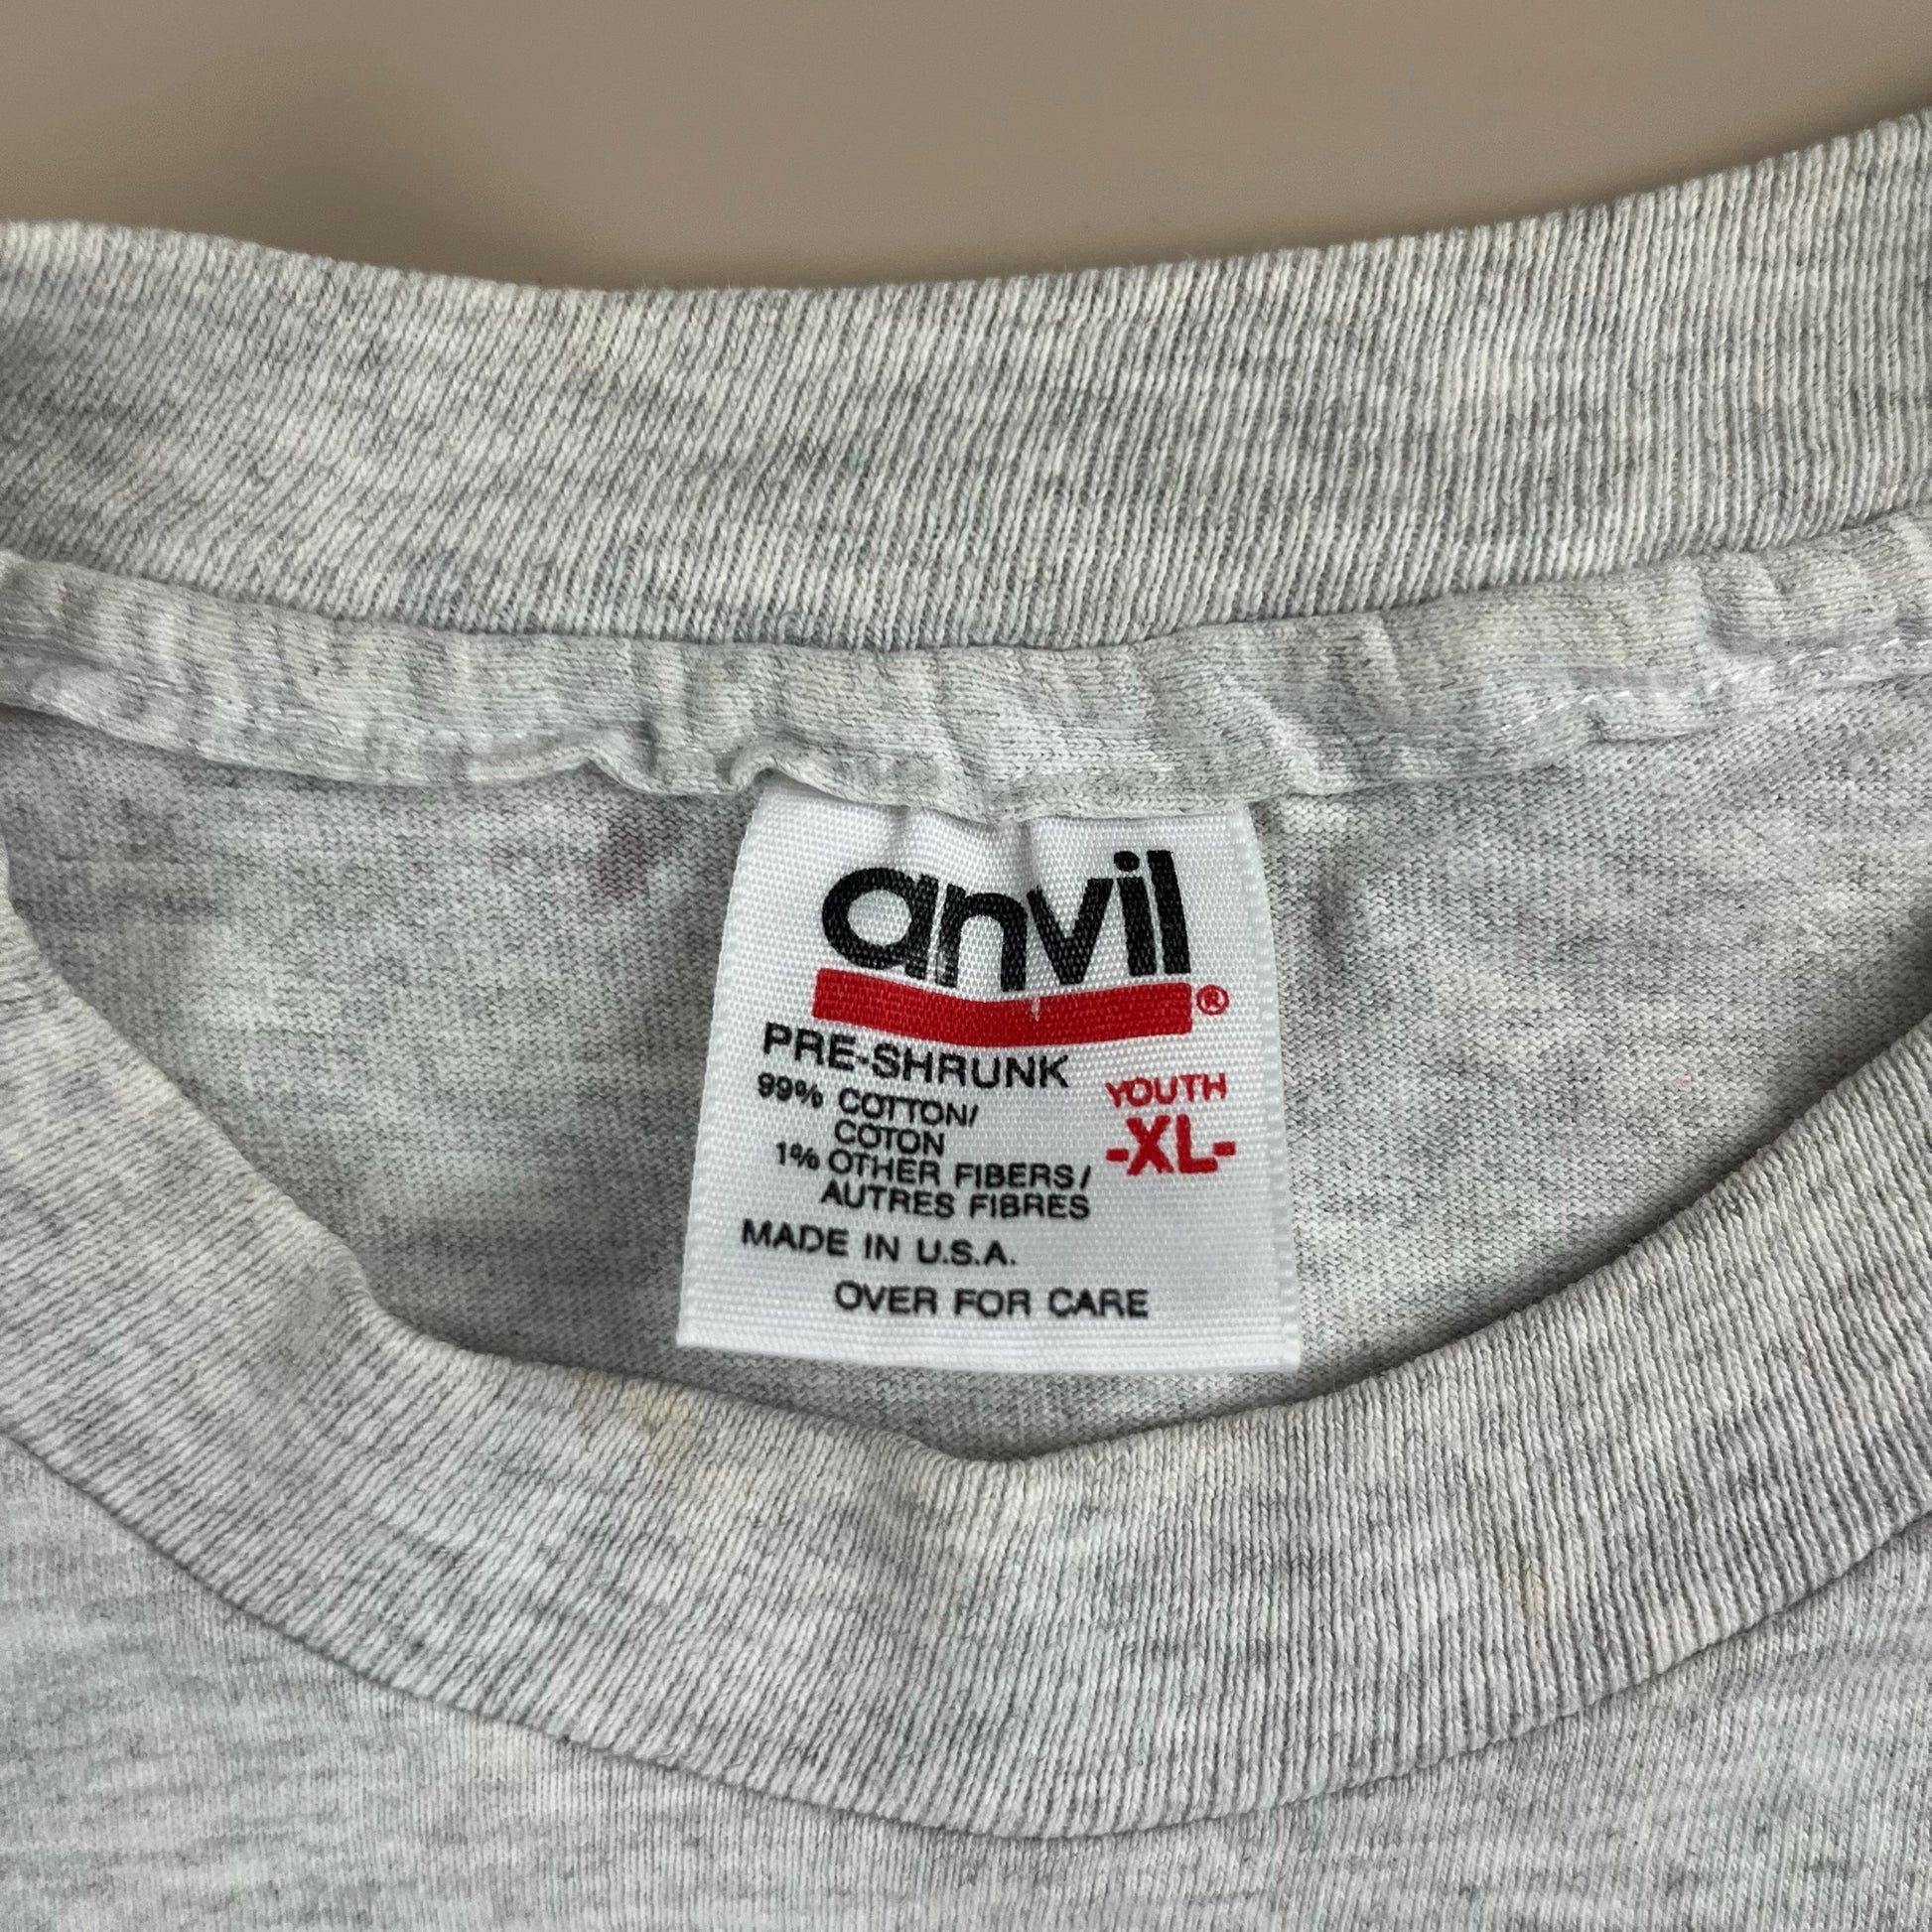 anvil®
PRE-SHRUNK
YOUTH
-XL-
99% COTTON/
COTON
1% OTHER FIBERS/
AUTRES FIBRES
MADE IN U.S.A.
OVER FOR CARE